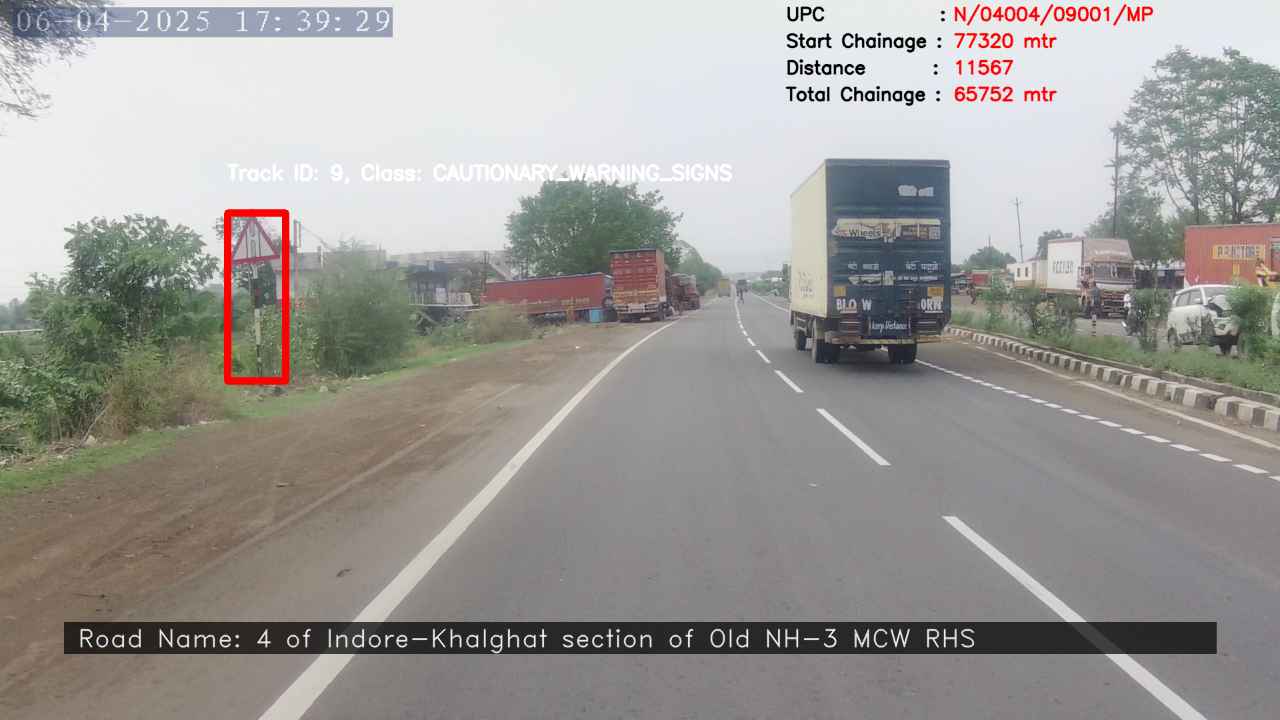 06-04-2025 17:39:29
UPC : N/04004/09001/MP
Start Chainage : 77320 mtr
Distance : 11567
Total Chainage : 65752 mtr
Track ID: 9, Class: CAUTIONARY_WARNING_SIGNS
Wheels
BLOW HORN
Keep Distance
Road Name: 4 of Indore-Khalghat section of Old NH-3 MCW RHS